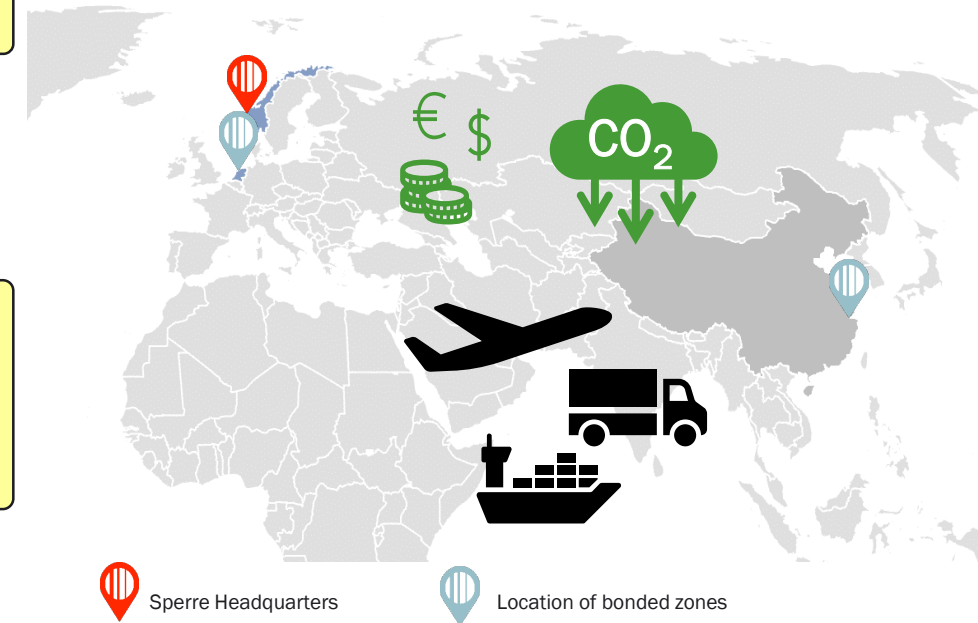 € $
CO₂
Sperre Headquarters
Location of bonded zones